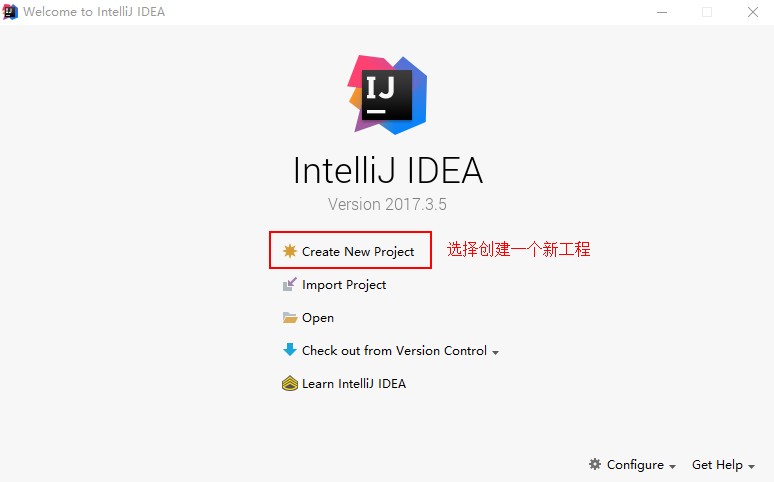 Welcome to IntelliJ IDEA
IJ
IntelliJ IDEA
Version 2017.3.5
Create New Project 选择创建一个新工程
Import Project
Open
Check out from Version Control
Learn IntelliJ IDEA
Configure Get Help